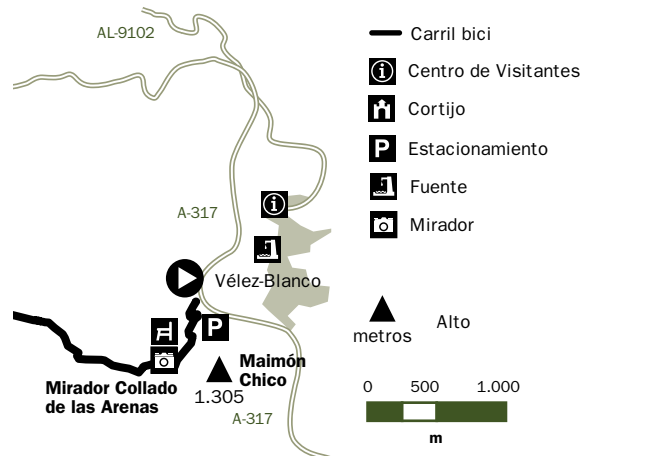 AL-9102
A-317
Vélez-Blanco
P
Maimón
Chico
1.305
Mirador Collado
de las Arenas
A-317
Carril bici
i
Centro de Visitantes
Cortijo
P
Estacionamiento
Fuente
Mirador
metros
Alto
0 500 1.000
m